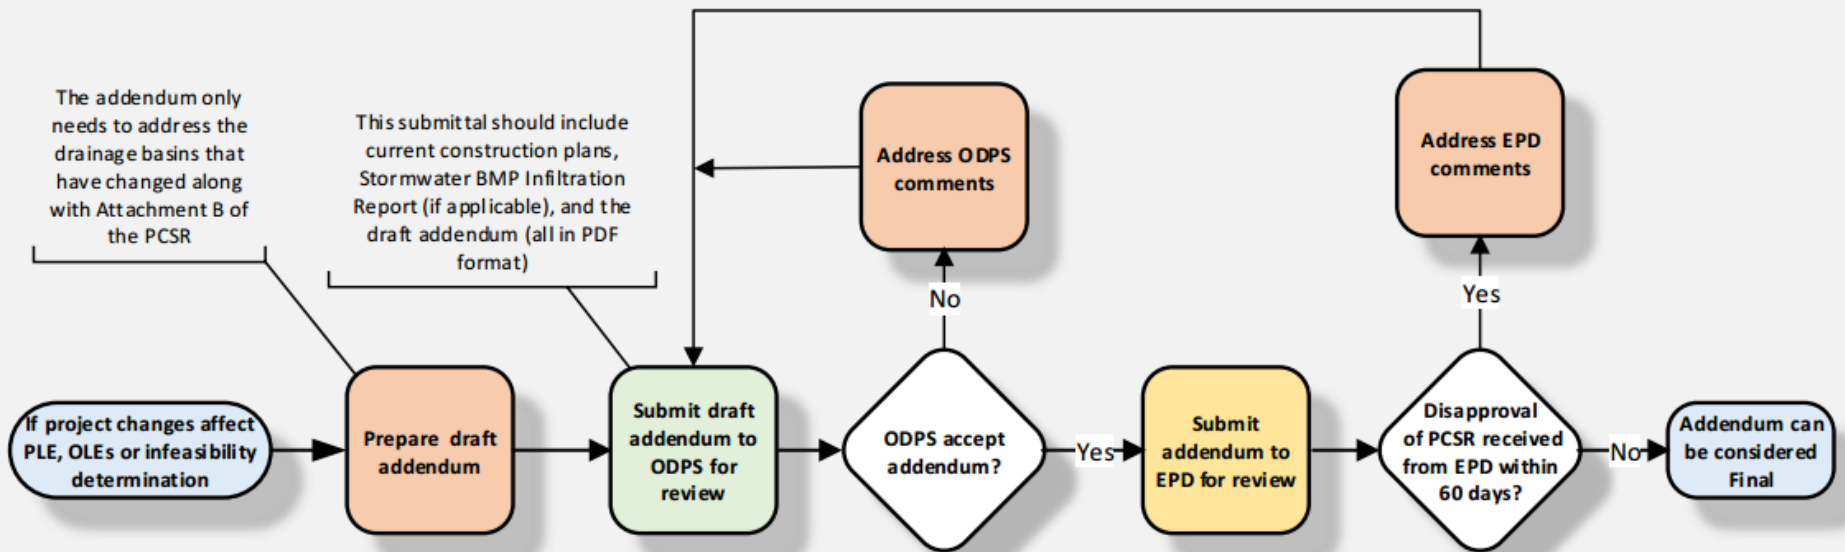 The addendum only
needs to address the
drainage basins that
have changed along
with Attachment B of
the PCSR
This submittal should include
current construction plans,
Stormwater BMP Infiltration
Report (if applicable), and the
draft addendum (all in PDF
format)
Address ODPS
comments
Address EPD
comments
No
Yes
If project changes affect
PLE, OLEs or infeasibility
determination
Prepare draft
addendum
Submit draft
addendum to
ODPS for
review
ODPS accept
addendum?
Yes
Submit
addendum to
EPD for review
Disapproval
of PCSR received
from EPD within
60 days?
No
Addendum can
be considered
Final